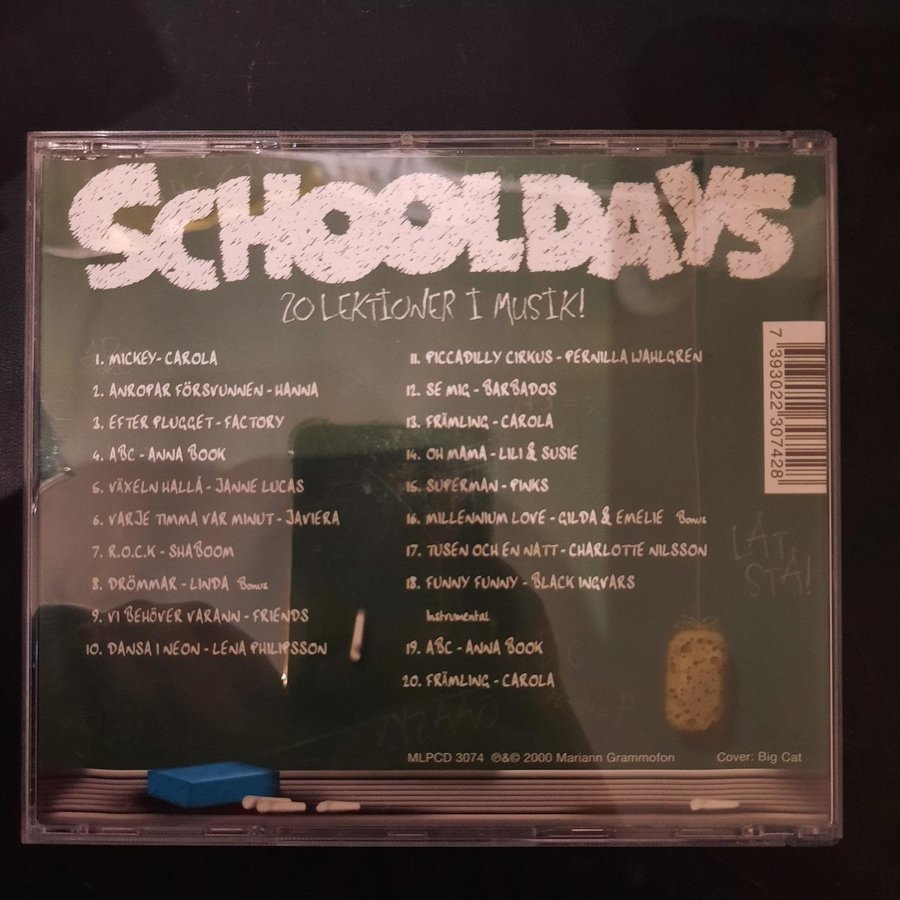 SCHOOLDAYS
20 LEKTIONER I MUSIK!
1. MICKEY - CAROLA
2. ANROPAR FÖRSVUNNEN - HANNA
3. EFTER PLUGGET - FACTORY
4. ABC - ANNA BOOK
5. VÄXELN HALLÅ - JANNE LUCAS
6. VARJE TIMMA VAR MINUT - JAVIERA
7. R.O.C.K - SHABOOM
8. DRÖMMAR - LINDA Bonus
9. VI BEHÖVER VARANN - FRIENDS
10. DANSA I NEON - LENA PHILIPSSON
11. PICCADILLY CIRKUS - PERNILLA WAHLGREN
12. SE MIG - BARBADOS
13. FRÄMLING - CAROLA
14. OH MAMA - LILI & SUSIE
15. SUPERMAN - PINKS
16. MILLENNIUM LOVE - GILDA & EMELIE Bonus
17. TUSEN OCH EN NATT - CHARLOTTE NILSSON
18. FUNNY FUNNY - BLACK INGVARS
Instrumental
19. ABC - ANNA BOOK
20. FRÄMLING - CAROLA
7 393022 307428
LÅT
STÅ!
MLPCD 3074 ℗&© 2000 Mariann Grammofon
Cover: Big Cat